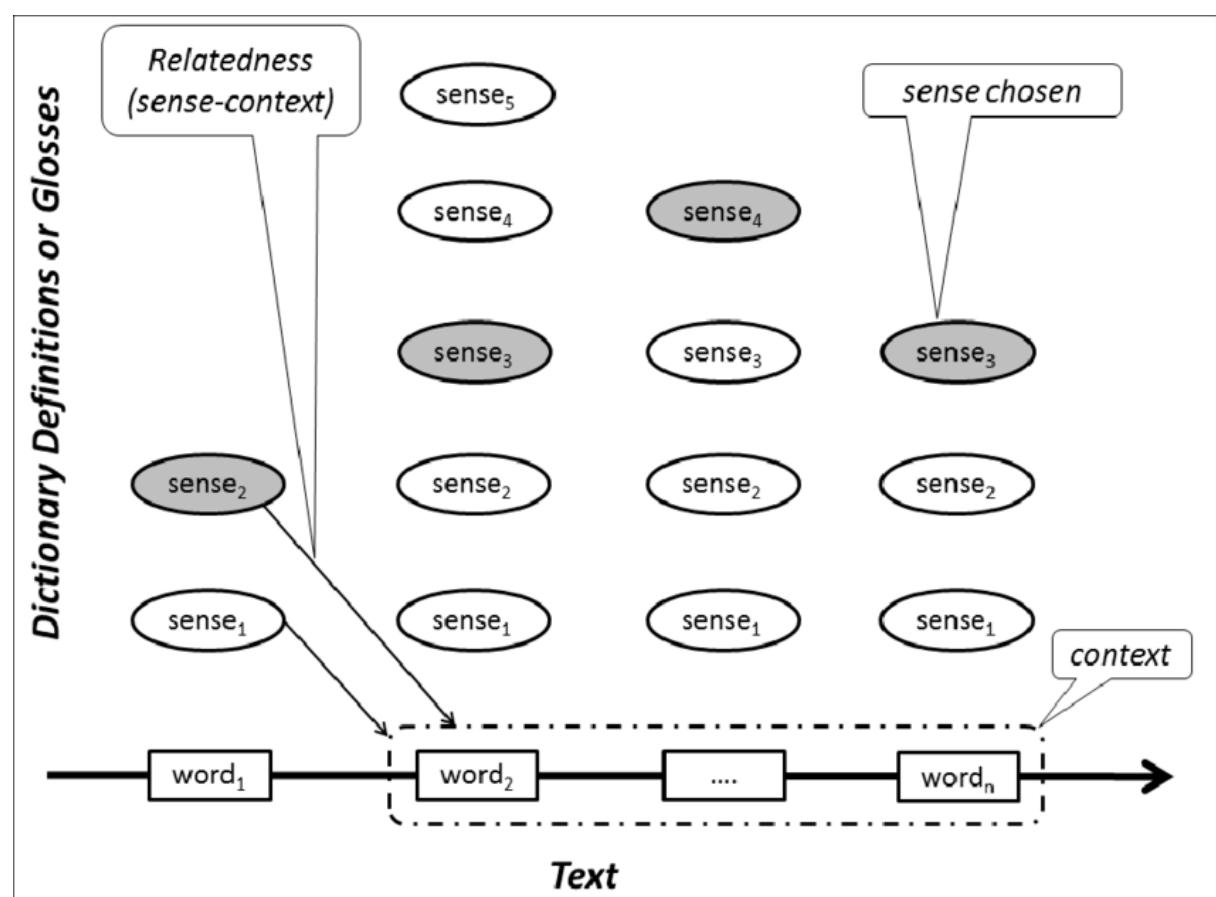 Relatedness
(sense-context)
sense chosen
Dictionary Definitions or Glosses
sense₅
sense₄
sense₄
sense₃
sense₃
sense₃
sense₂
sense₂
sense₂
sense₂
sense₁
sense₁
sense₁
sense₁
context
word₁
word₂
....
wordₙ
Text